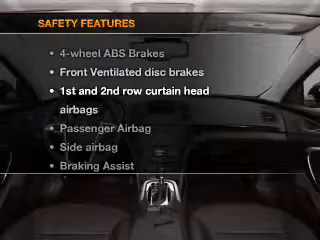 SAFETY FEATURES
• 4-wheel ABS Brakes
• Front Ventilated disc brakes
• 1st and 2nd row curtain head
airbags
• Passenger Airbag
• Side airbag
• Braking Assist